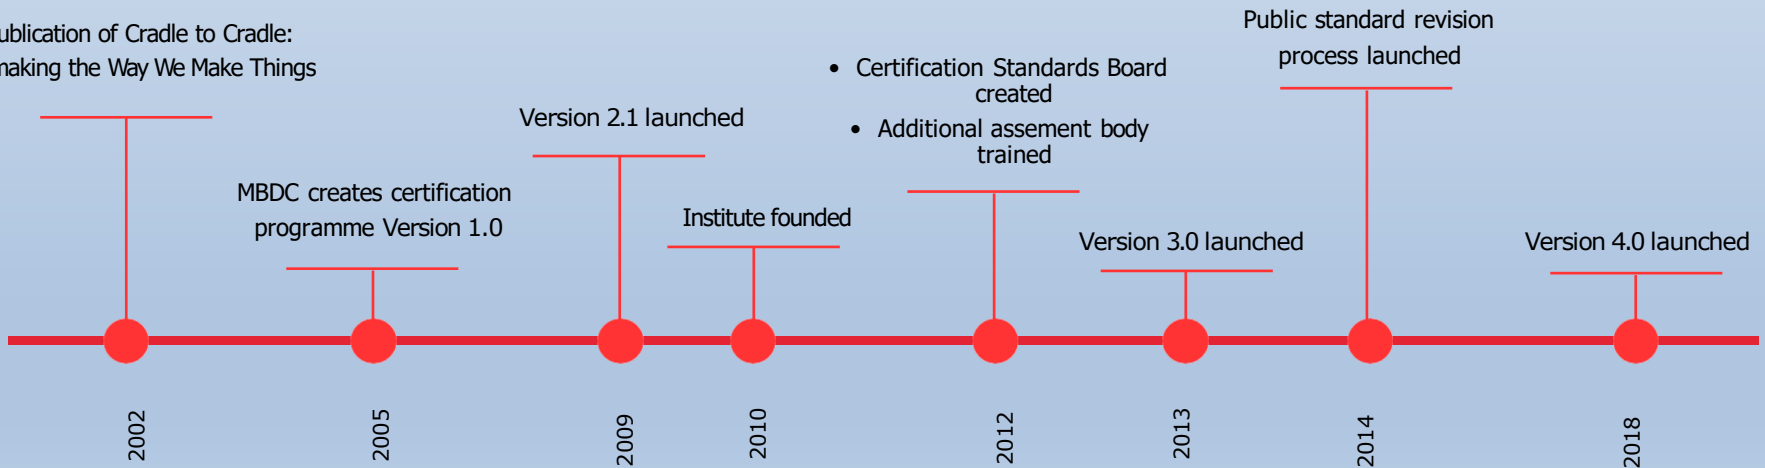 ublication of Cradle to Cradle:
making the Way We Make Things
MBDC creates certification
programme Version 1.0
Version 2.1 launched
Institute founded
• Certification Standards Board
created
• Additional assement body
trained
Version 3.0 launched
Public standard revision
process launched
Version 4.0 launched
2002
2005
2009
2010
2012
2013
2014
2018